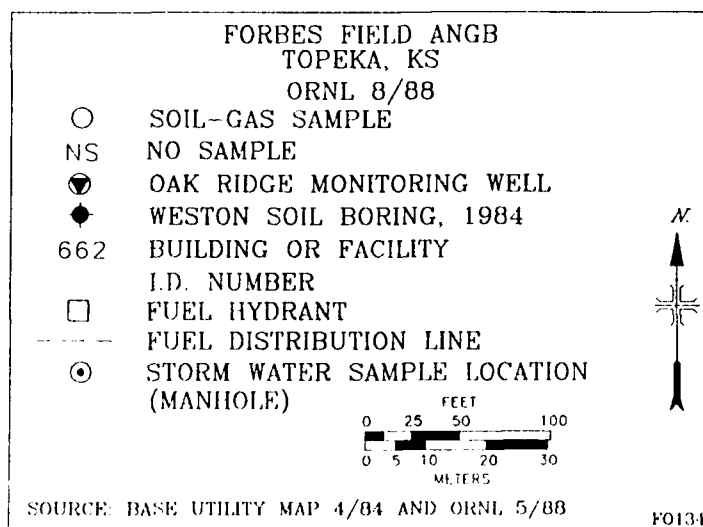 FORBES FIELD ANGB
TOPEKA, KS
ORNL 8/88
SOIL-GAS SAMPLE
NS NO SAMPLE
OAK RIDGE MONITORING WELL
WESTON SOIL BORING, 1984
662 BUILDING OR FACILITY
I.D. NUMBER
FUEL HYDRANT
FUEL DISTRIBUTION LINE
STORM WATER SAMPLE LOCATION
(MANHOLE)
N.
FEET
0 25 50 100
0 5 10 20 30
METERS
SOURCE: BASE UTILITY MAP 4/84 AND ORNL 5/88
F0134